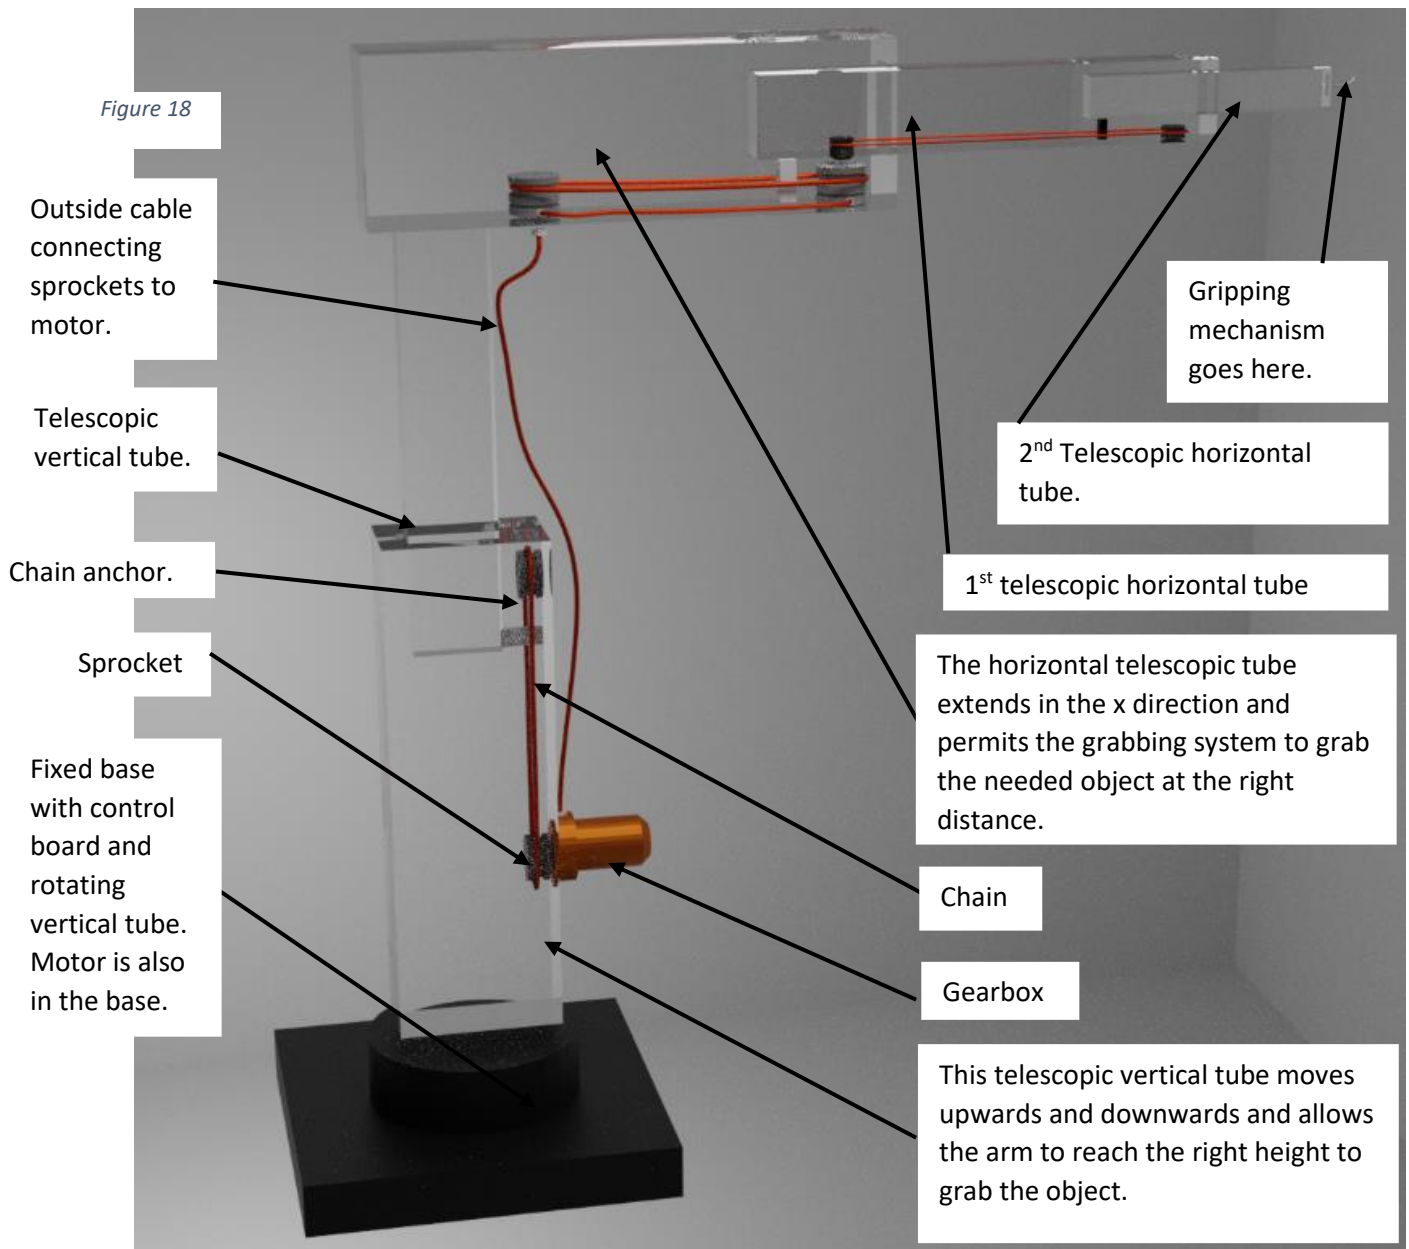 Figure 18
Outside cable
connecting
sprockets to
motor.
Telescopic
vertical tube.
Chain anchor.
Sprocket
Fixed base
with control
board and
rotating
vertical tube.
Motor is also
in the base.
Gripping
mechanism
goes here.
2nd Telescopic horizontal
tube.
1st telescopic horizontal tube
The horizontal telescopic tube
extends in the x direction and
permits the grabbing system to grab
the needed object at the right
distance.
Chain
Gearbox
This telescopic vertical tube moves
upwards and downwards and allows
the arm to reach the right height to
grab the object.